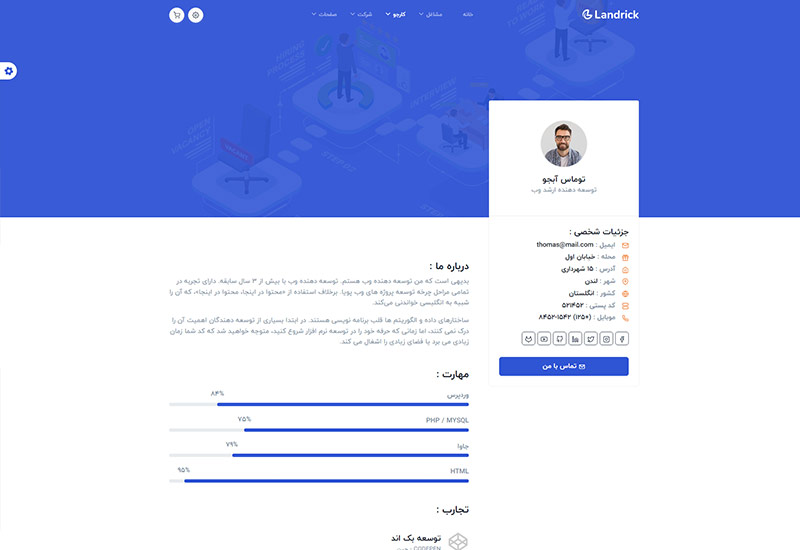 Landrick
خانه
مشاغل
کارجو
شرکت
صفحات
OPEN VACANCY
INTERVIEW
توماس آبجو
توسعه دهنده ارشد وب
جزئیات شخصی :
ایمیل : thomas@mail.com
محله : خیابان اول
آدرس : ۱۵ شهرداری
شهر : لندن
کشور : انگلستان
کد پستی : ۵۲۱۴۵۲
موبایل : (+۱۲۵) ۱۵۴۲-۸۴۵۲
تماس با من
درباره ما :
بدیهی است که من توسعه دهنده وب هستم. توسعه دهنده وب با بیش از ۳ سال سابقه. دارای تجربه در
تمامی مراحل چرخه توسعه پروژه های وب پویا. برخلاف استفاده از «محتوا در اینجا، محتوا در اینجا»، که آن را
شبیه به انگلیسی خواندنی می‌کند.
ساختارهای داده و الگوریتم ها قلب برنامه نویسی هستند. در ابتدا بسیاری از توسعه دهندگان اهمیت آن را
درک نمی کنند، اما زمانی که حرفه خود را در توسعه نرم افزار شروع کنید، متوجه خواهید شد که کد شما زمان
زیادی می برد یا فضای زیادی را اشغال می کند.
مهارت :
وردپرس
۸۴%
PHP / MYSQL
۷۵%
جاوا
۷۹%
HTML
۹۵%
تجارب :
توسعه بک اند